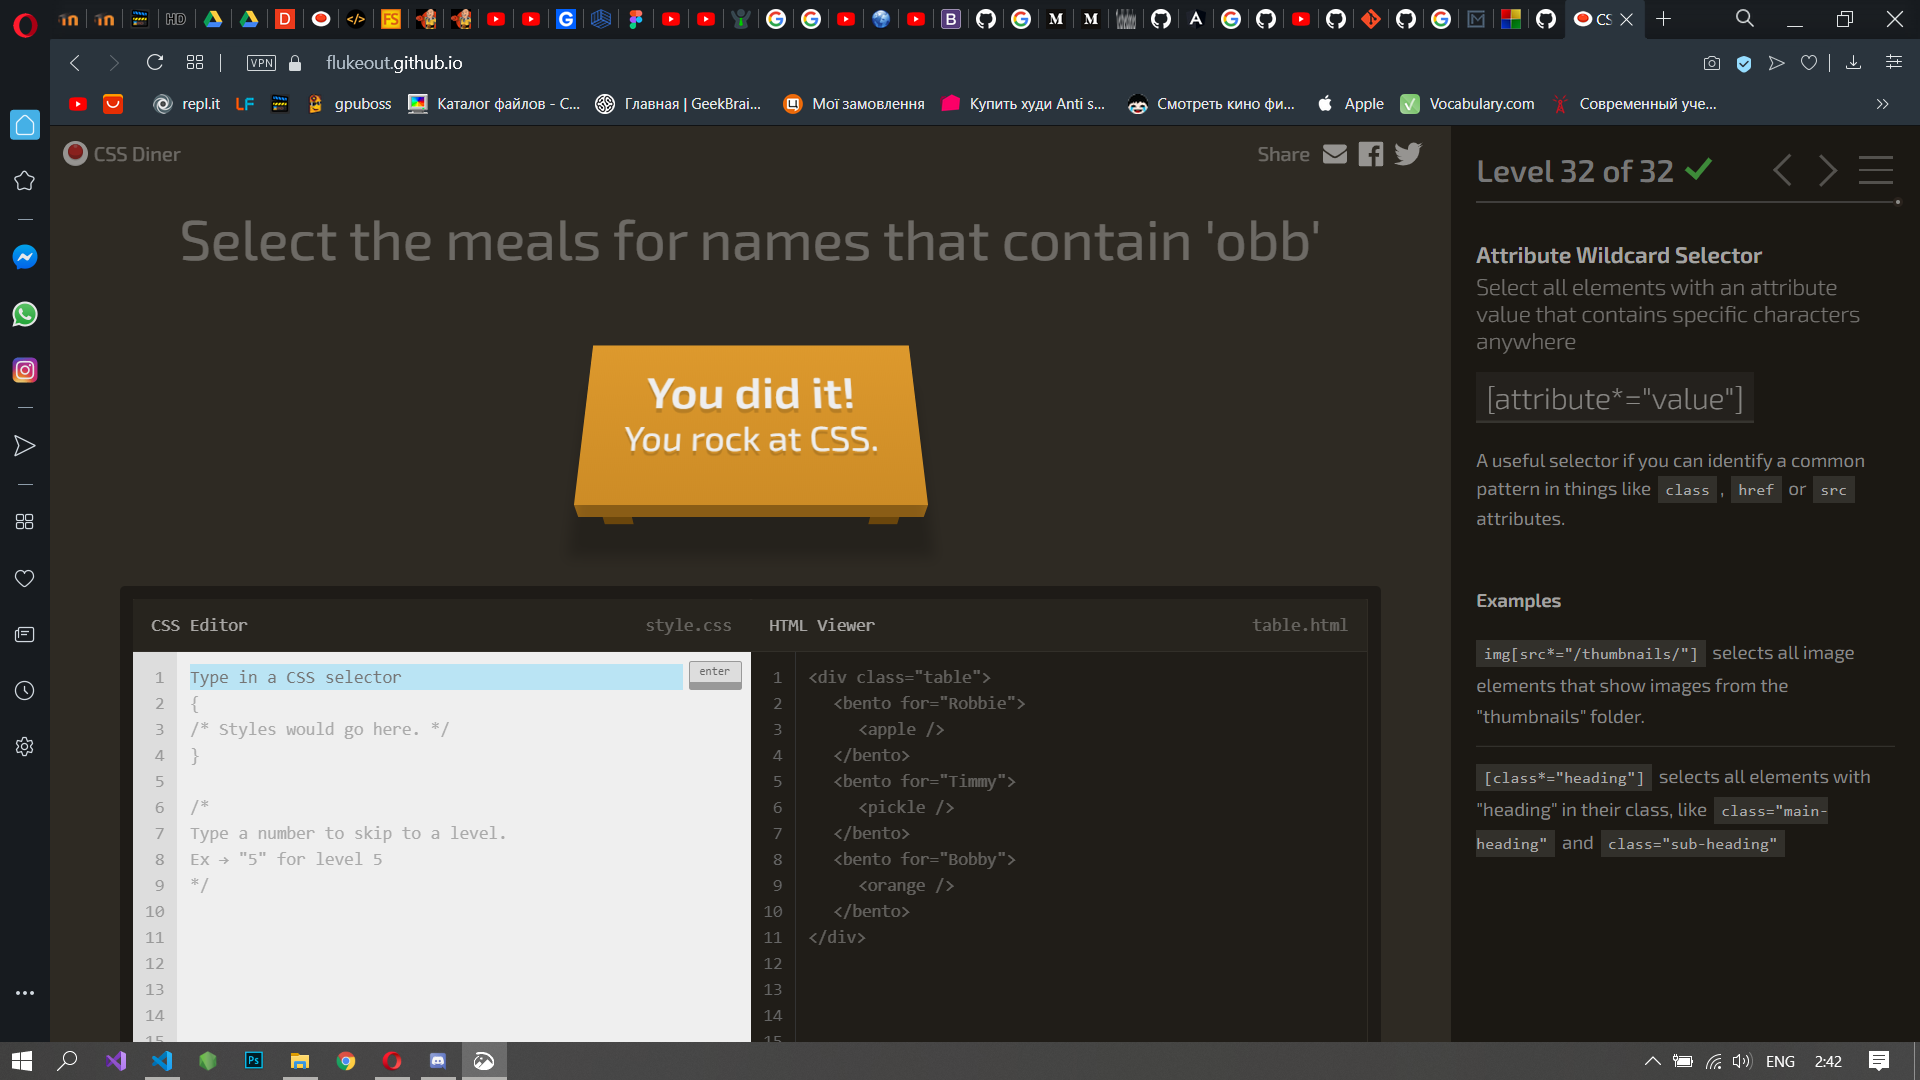 HD
CS
VPN
flukeout.github.io
repl.it
LF
gpuboss
Каталог файлов - С...
Главная | GeekBrai...
Мої замовлення
Купить худи Anti s...
Смотреть кино фи...
Apple
Vocabulary.com
Современный уче...
CSS Diner
Share
Select the meals for names that contain 'obb'
You did it!
You rock at CSS.
CSS Editor
style.css
HTML Viewer
table.html
1 Type in a CSS selector
enter
2 {
3 /* Styles would go here. */
4 }
5
6 /*
7 Type a number to skip to a level.
8 Ex → "5" for level 5
9 */
10
11
12
13
14
15
1 <div class="table">
2 <bento for="Robbie">
3 <apple />
4 </bento>
5 <bento for="Timmy">
6 <pickle />
7 </bento>
8 <bento for="Bobby">
9 <orange />
10 </bento>
11 </div>
12
13
14
15
Level 32 of 32
Attribute Wildcard Selector
Select all elements with an attribute
value that contains specific characters
anywhere
[attribute*="value"]
A useful selector if you can identify a common
pattern in things like class , href or src
attributes.
Examples
img[src*="/thumbnails/"] selects all image
elements that show images from the
"thumbnails" folder.
[class*="heading"] selects all elements with
"heading" in their class, like class="main-
heading" and class="sub-heading"
Ps
ENG
2:42